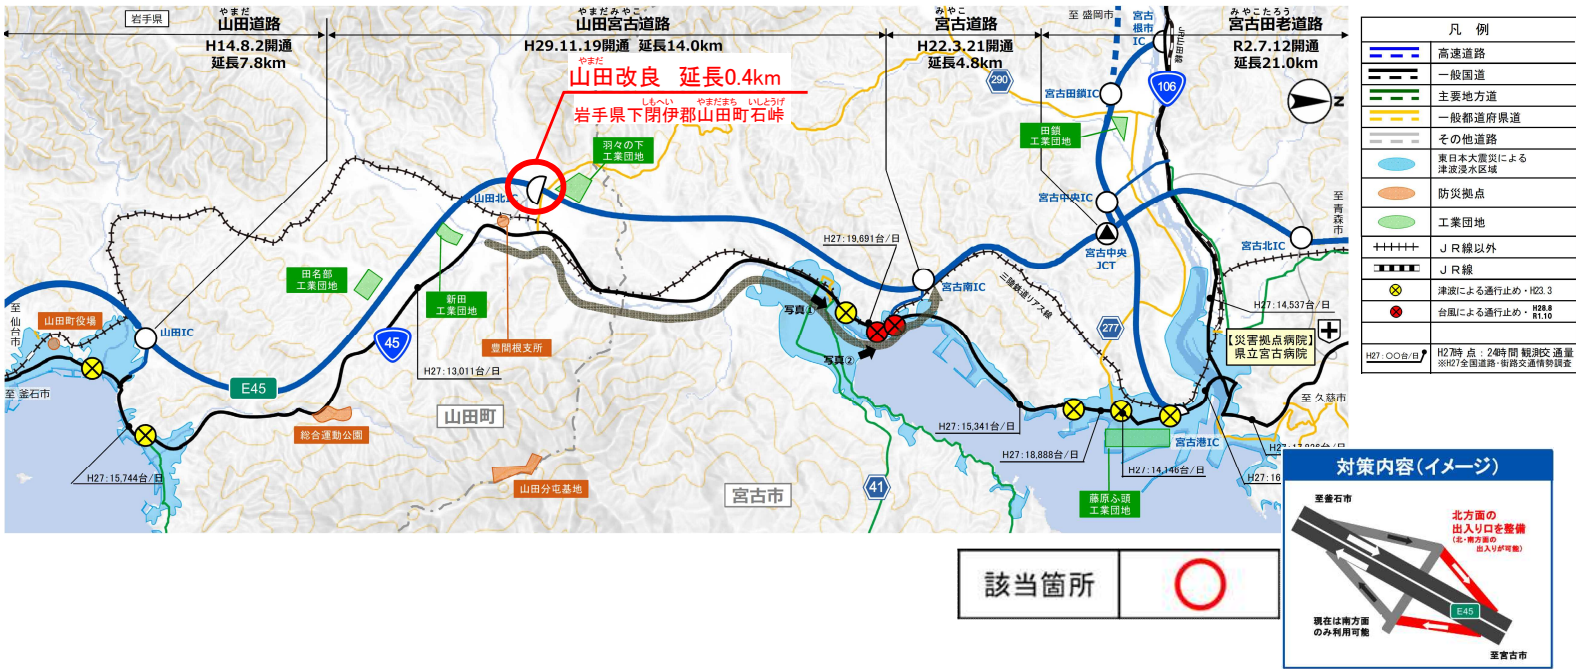 岩手県
やまだ
山田道路
H14.8.2開通
延長7.8km
やまだみやこ
山田宮古道路
H29.11.19開通 延長14.0km
みやこ
宮古道路
H22.3.21開通
延長4.8km
みやこたろう
宮古田老道路
R2.7.12開通
延長21.0km
やまだ
山田改良 延長0.4km
しもへい やまだまち いしとうげ
岩手県下閉伊郡山田町石峠
至 盛岡市
宮古
根市
IC
JR山田線
106
290
宮古田鎖IC
田鎖
工業団地
N
羽々の下
工業団地
山田北IC
宮古中央IC
宮古中央
JCT
宮古北IC
至 青森市
H27:19,691台/日
宮古南IC
三陸鉄道リアス線
H27:14,537台/日
277
【災害拠点病院】
県立宮古病院
田名部
工業団地
新田
工業団地
至 仙台市
山田町役場
山田IC
45
豊間根支所
写真①
写真②
H27:13,011台/日
E45
至 釜石市
総合運動公園
山田町
H27:15,744台/日
山田分屯基地
宮古市
41
H27:15,341台/日
H27:18,888台/日
H27:14,146台/日
宮古港IC
藤原ふ頭
工業団地
至 久慈市
H27:16
凡 例
高速道路
一般国道
主要地方道
一般都道府県道
その他道路
東日本大震災による
津波浸水区域
防災拠点
工業団地
JR線以外
JR線
津波による通行止め・H23.3
台風による通行止め・H28.8
R1.10
H27:〇〇台/日
H27時点:24時間観測交通量
※H27全国道路・街路交通情勢調査
該当箇所
対策内容(イメージ)
至釜石市
北方面の
出入り口を整備
(北・南方面の
出入りが可能)
E45
現在は南方面
のみ利用可能
至宮古市